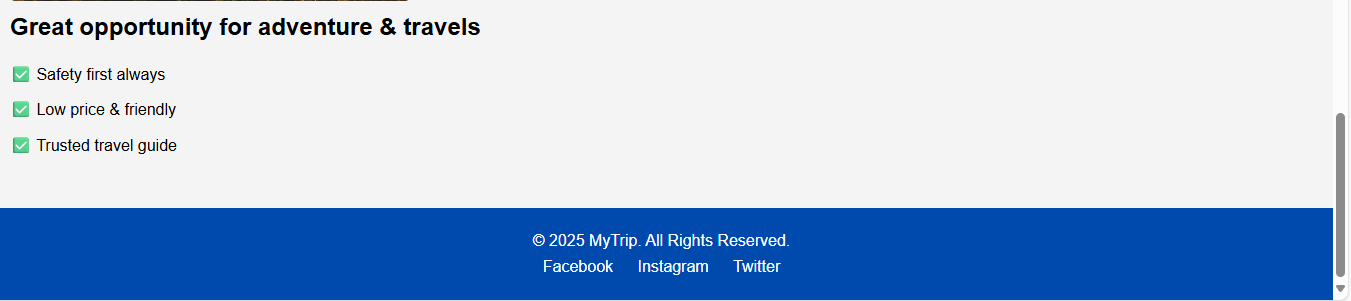 Great opportunity for adventure & travels
✅ Safety first always
✅ Low price & friendly
✅ Trusted travel guide
© 2025 MyTrip. All Rights Reserved.
Facebook Instagram Twitter